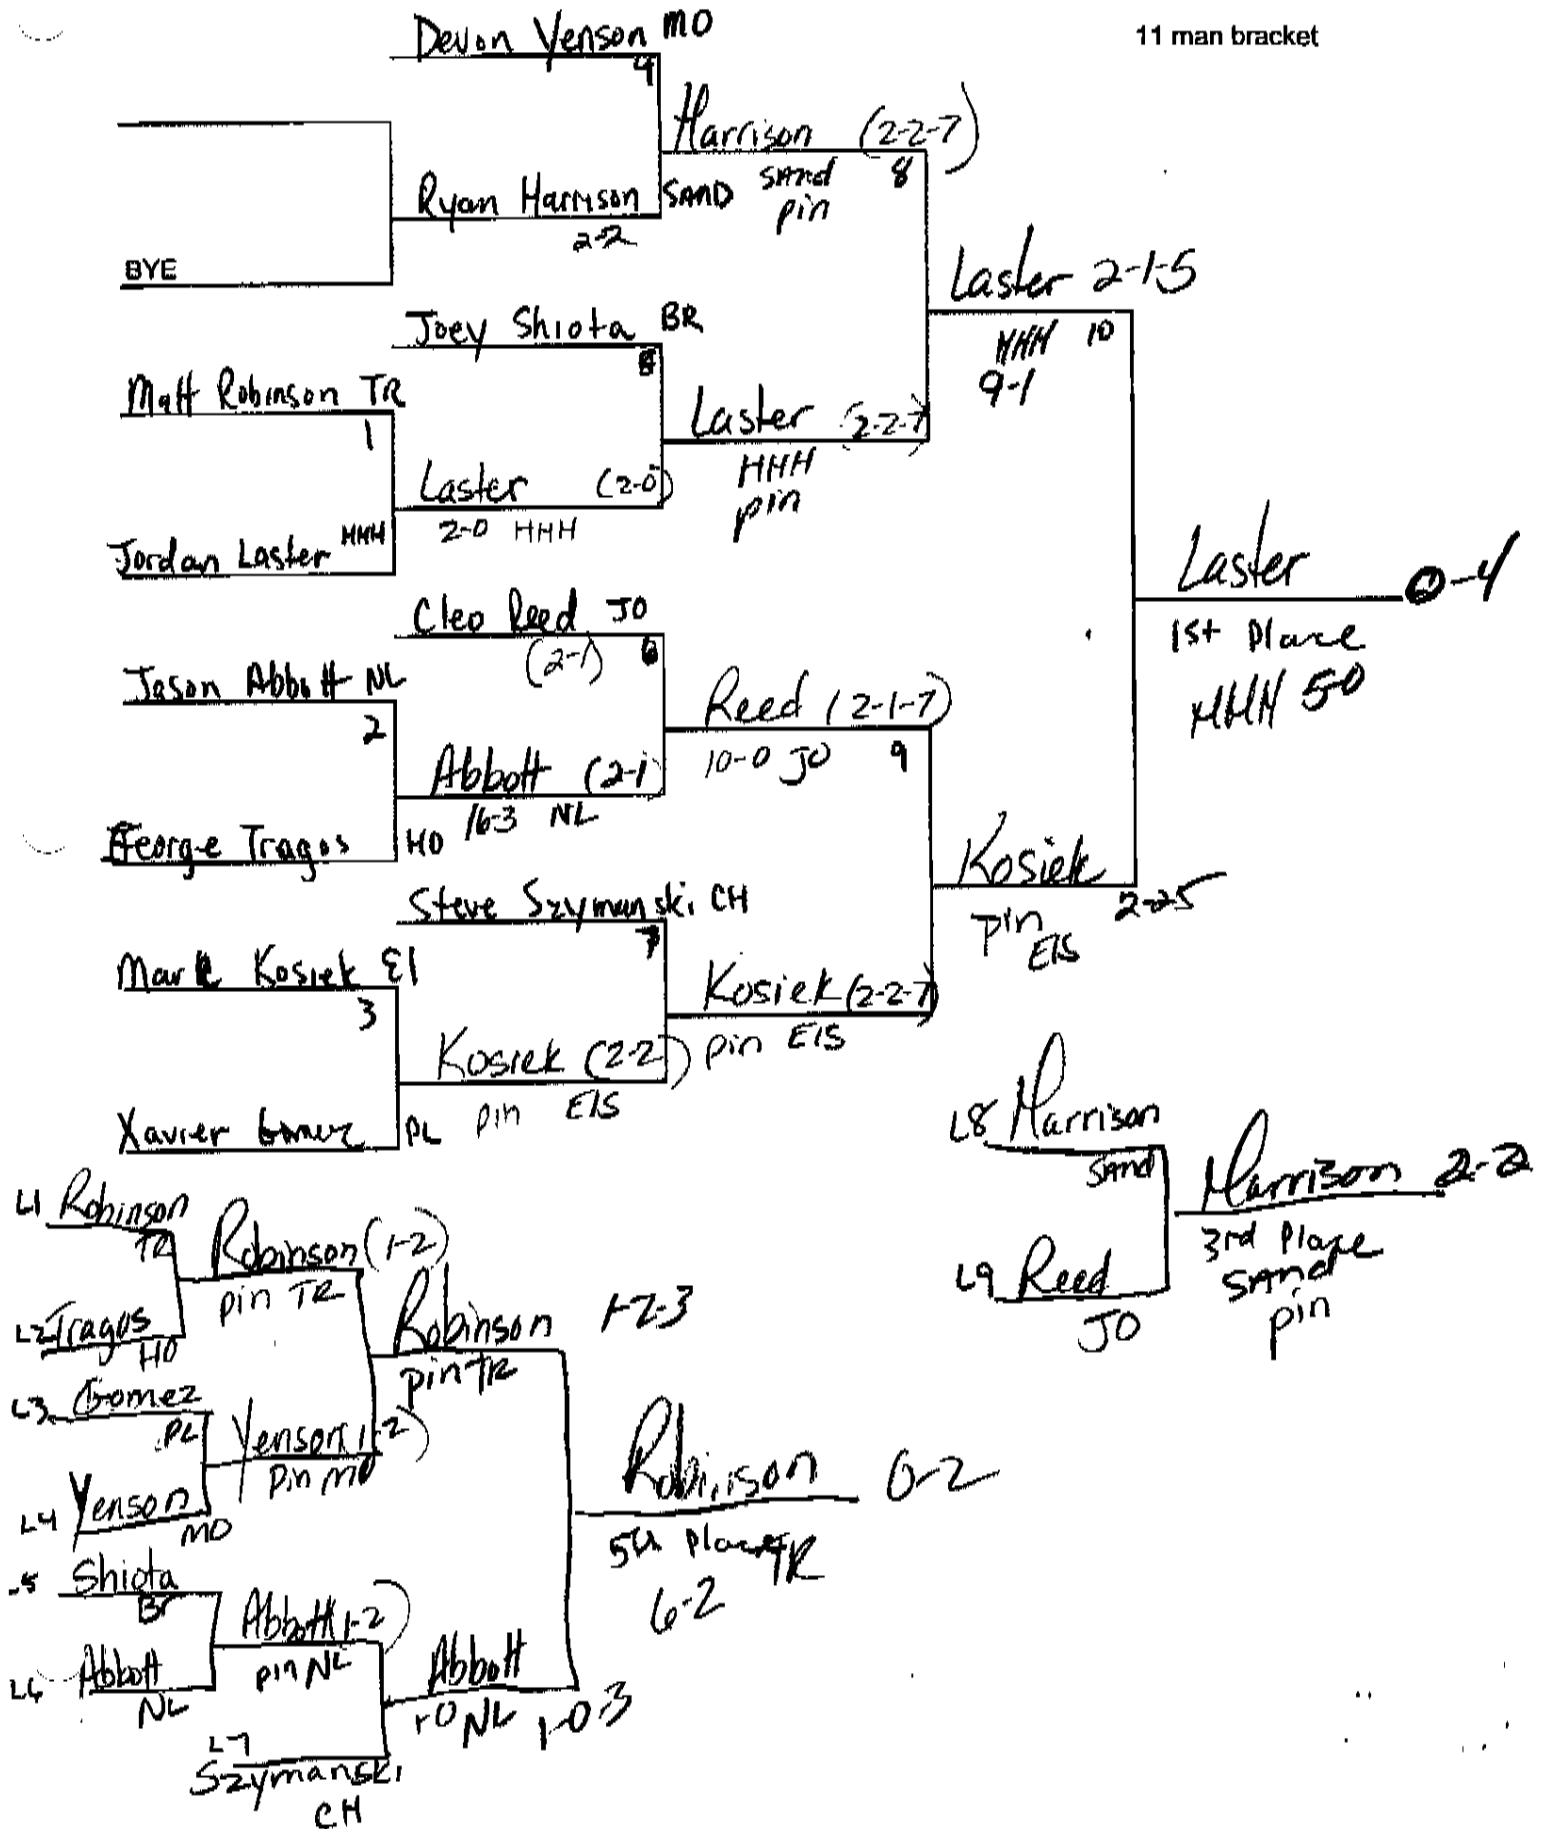 11 man bracket
Devon Yenson MO
4
Harrison (2-2-7)
SAnd 8
pin
Ryan Harrison SAND
2-2
BYE
Laster 2-1-5
HHH 10
9-1
Joey Shiota BR
5
Matt Robinson TR
1
Laster (2-2-7)
HHH
pin
Laster (2-0)
2-0 HHH
Jordan Laster HHH
Laster 0-4
1st Place
HHH 5-0
Cleo Reed JO
(2-1) 6
Jason Abbott NL
2
Reed (2-1-7)
10-0 JO 9
Abbott (2-1)
16-3 NL
George Tragos HO
Kosiek
2-2-5
pin
EIS
Steve Szymanski CH
7
Mark Kosiek EI
3
Kosiek (2-2-7)
pin EIS
Kosiek (2-2)
pin EIS
Xavier Gomez PL
L8 Harrison
SAND
Harrison 2-2
3rd Place
SAnd
pin
L9 Reed
JO
L1 Robinson
TR
Robinson (1-2)
pin TR
L2 Tragos
HO
Robinson 1-2-3
pin TR
L3 Gomez
PL
Yenson (1-2)
Pin MO
L4 Yenson
MO
Robinson 0-2
5th Place TR
6-2
-5 Shiota
Br
Abbott (1-2)
pin NL
L6 Abbott
NL
Abbott
NL 1-0-3
L7
Szymanski
CH